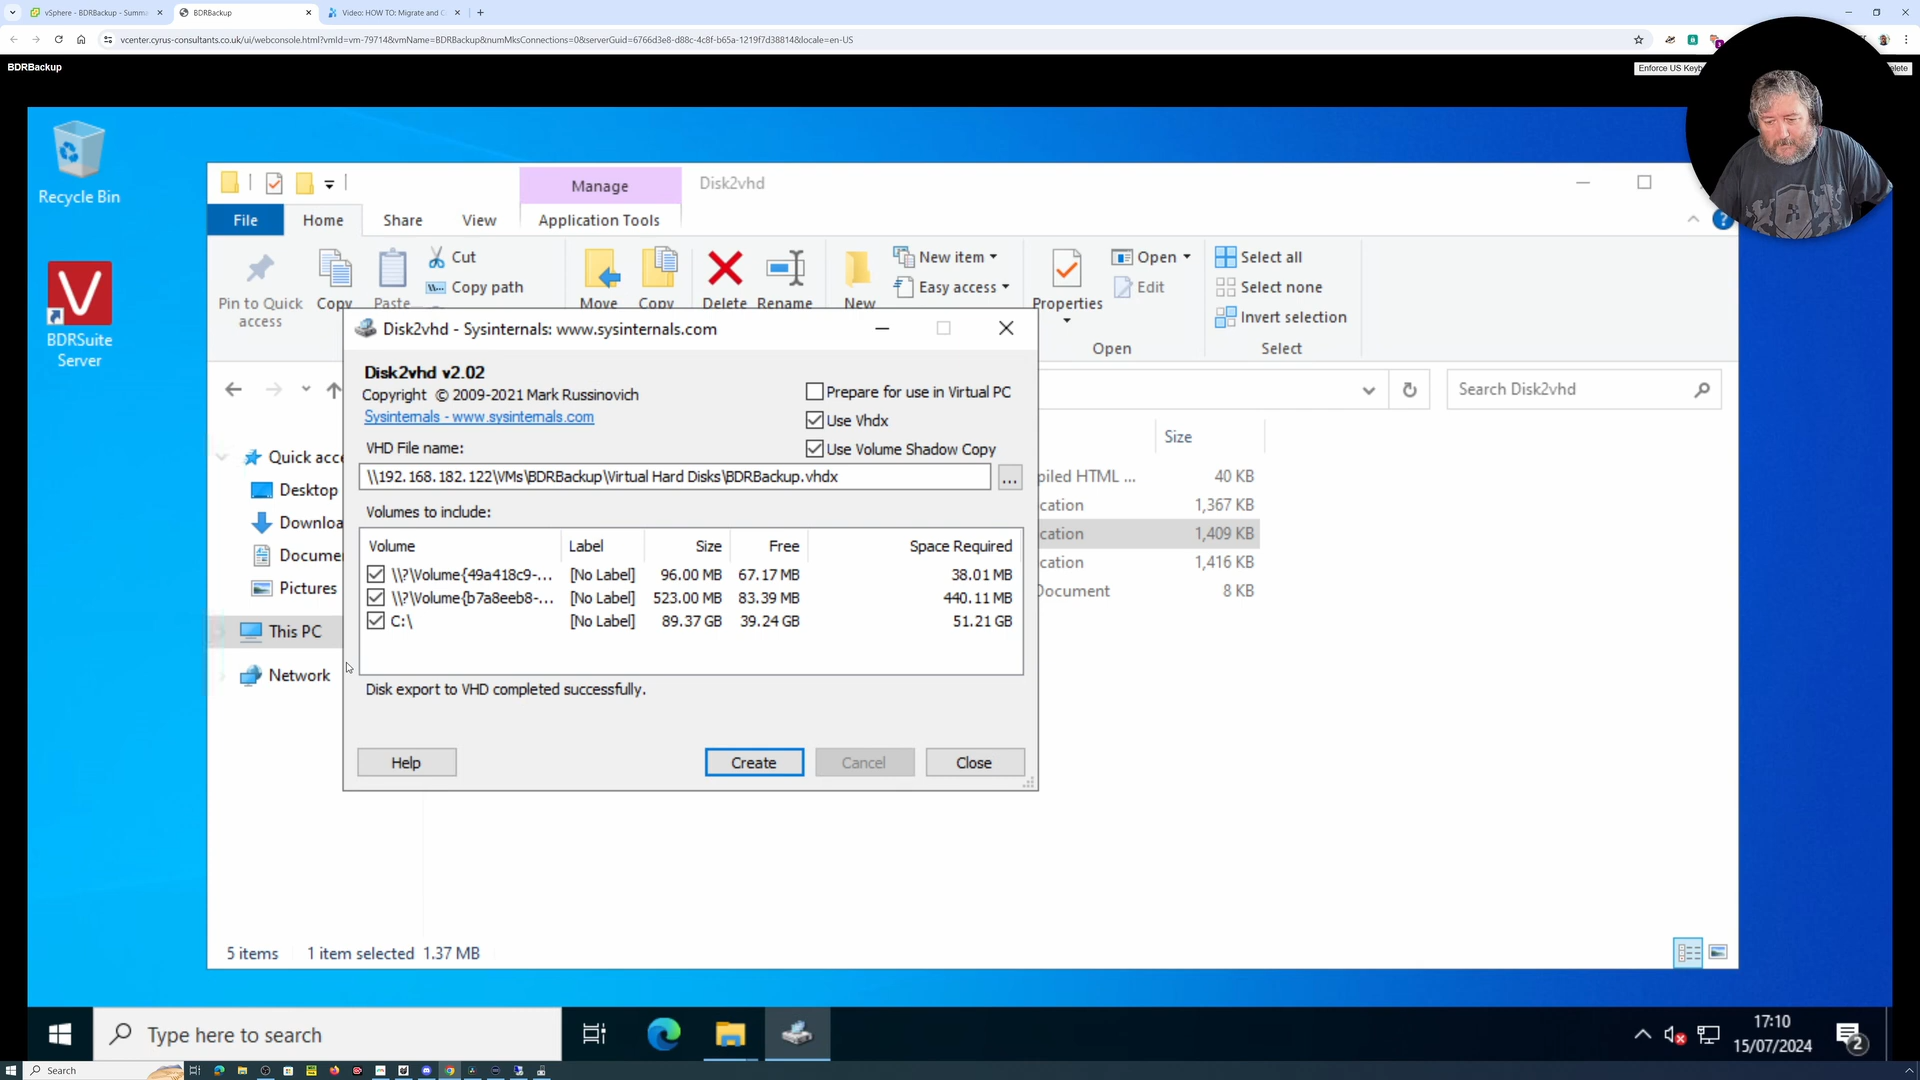 vSphere - BDRBackup - Summ
BDRBackup
Video: HOW TO: Migrate and C
vcenter.cyrus-consultants.co.uk/ui/webconsole.html?vmId=vm-79714&vmName=BDRBackup&numMksConnections=0&serverGuid=6766d3e8-d88c-4c8f-b65a-1219f7d38814&locale=en-US
BDRBackup
Enforce US Keyb
elete
Recycle Bin
BDRSuite
Server
Manage
Disk2vhd
File
Home
Share
View
Application Tools
Pin to Quick
access
Copy
Paste
Cut
Copy path
Move
Copy
Delete
Rename
New
New item
Easy access
Properties
Open
Edit
Open
Select all
Select none
Invert selection
Select
Search Disk2vhd
Quick acce
Desktop
Downloa
Docume
Pictures
This PC
Network
Size
piled HTML ...
40 KB
cation
1,367 KB
cation
1,409 KB
cation
1,416 KB
Document
8 KB
Disk2vhd - Sysinternals: www.sysinternals.com
Disk2vhd v2.02
Copyright © 2009-2021 Mark Russinovich
Sysinternals - www.sysinternals.com
Prepare for use in Virtual PC
Use Vhdx
Use Volume Shadow Copy
VHD File name:
\\192.168.182.122\VMs\BDRBackup\Virtual Hard Disks\BDRBackup.vhdx
...
Volumes to include:
Volume Label Size Free Space Required
\\?\Volume{49a418c9-... [No Label] 96.00 MB 67.17 MB 38.01 MB
\\?\Volume{b7a8eeb8-... [No Label] 523.00 MB 83.39 MB 440.11 MB
C:\ [No Label] 89.37 GB 39.24 GB 51.21 GB
Disk export to VHD completed successfully.
Help
Create
Cancel
Close
5 items
1 item selected 1.37 MB
Type here to search
17:10
15/07/2024
2
Search